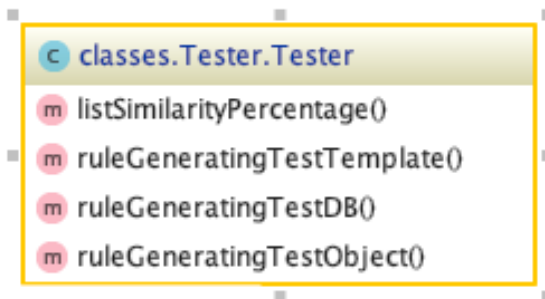 c classes.Tester.Tester
m listSimilarityPercentage()
m ruleGeneratingTestTemplate()
m ruleGeneratingTestDB()
m ruleGeneratingTestObject()